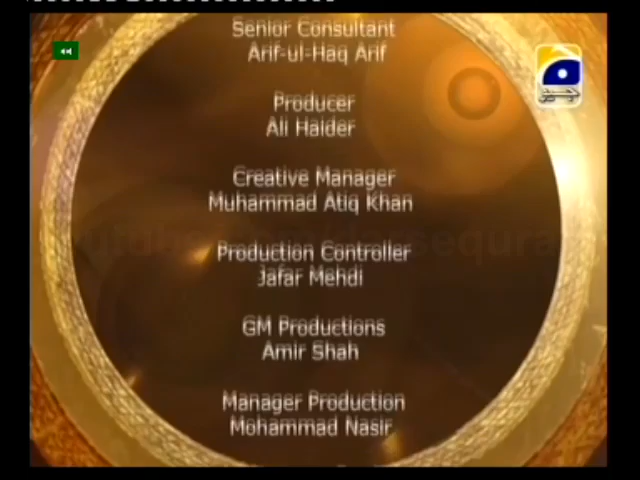 Senior Consultant
Arif-ul-Haq Arif
Producer
Ali Haider
Creative Manager
Muhammad Atiq Khan
Production Controller
Jafar Mehdi
GM Productions
Amir Shah
Manager Production
Mohammad Nasir